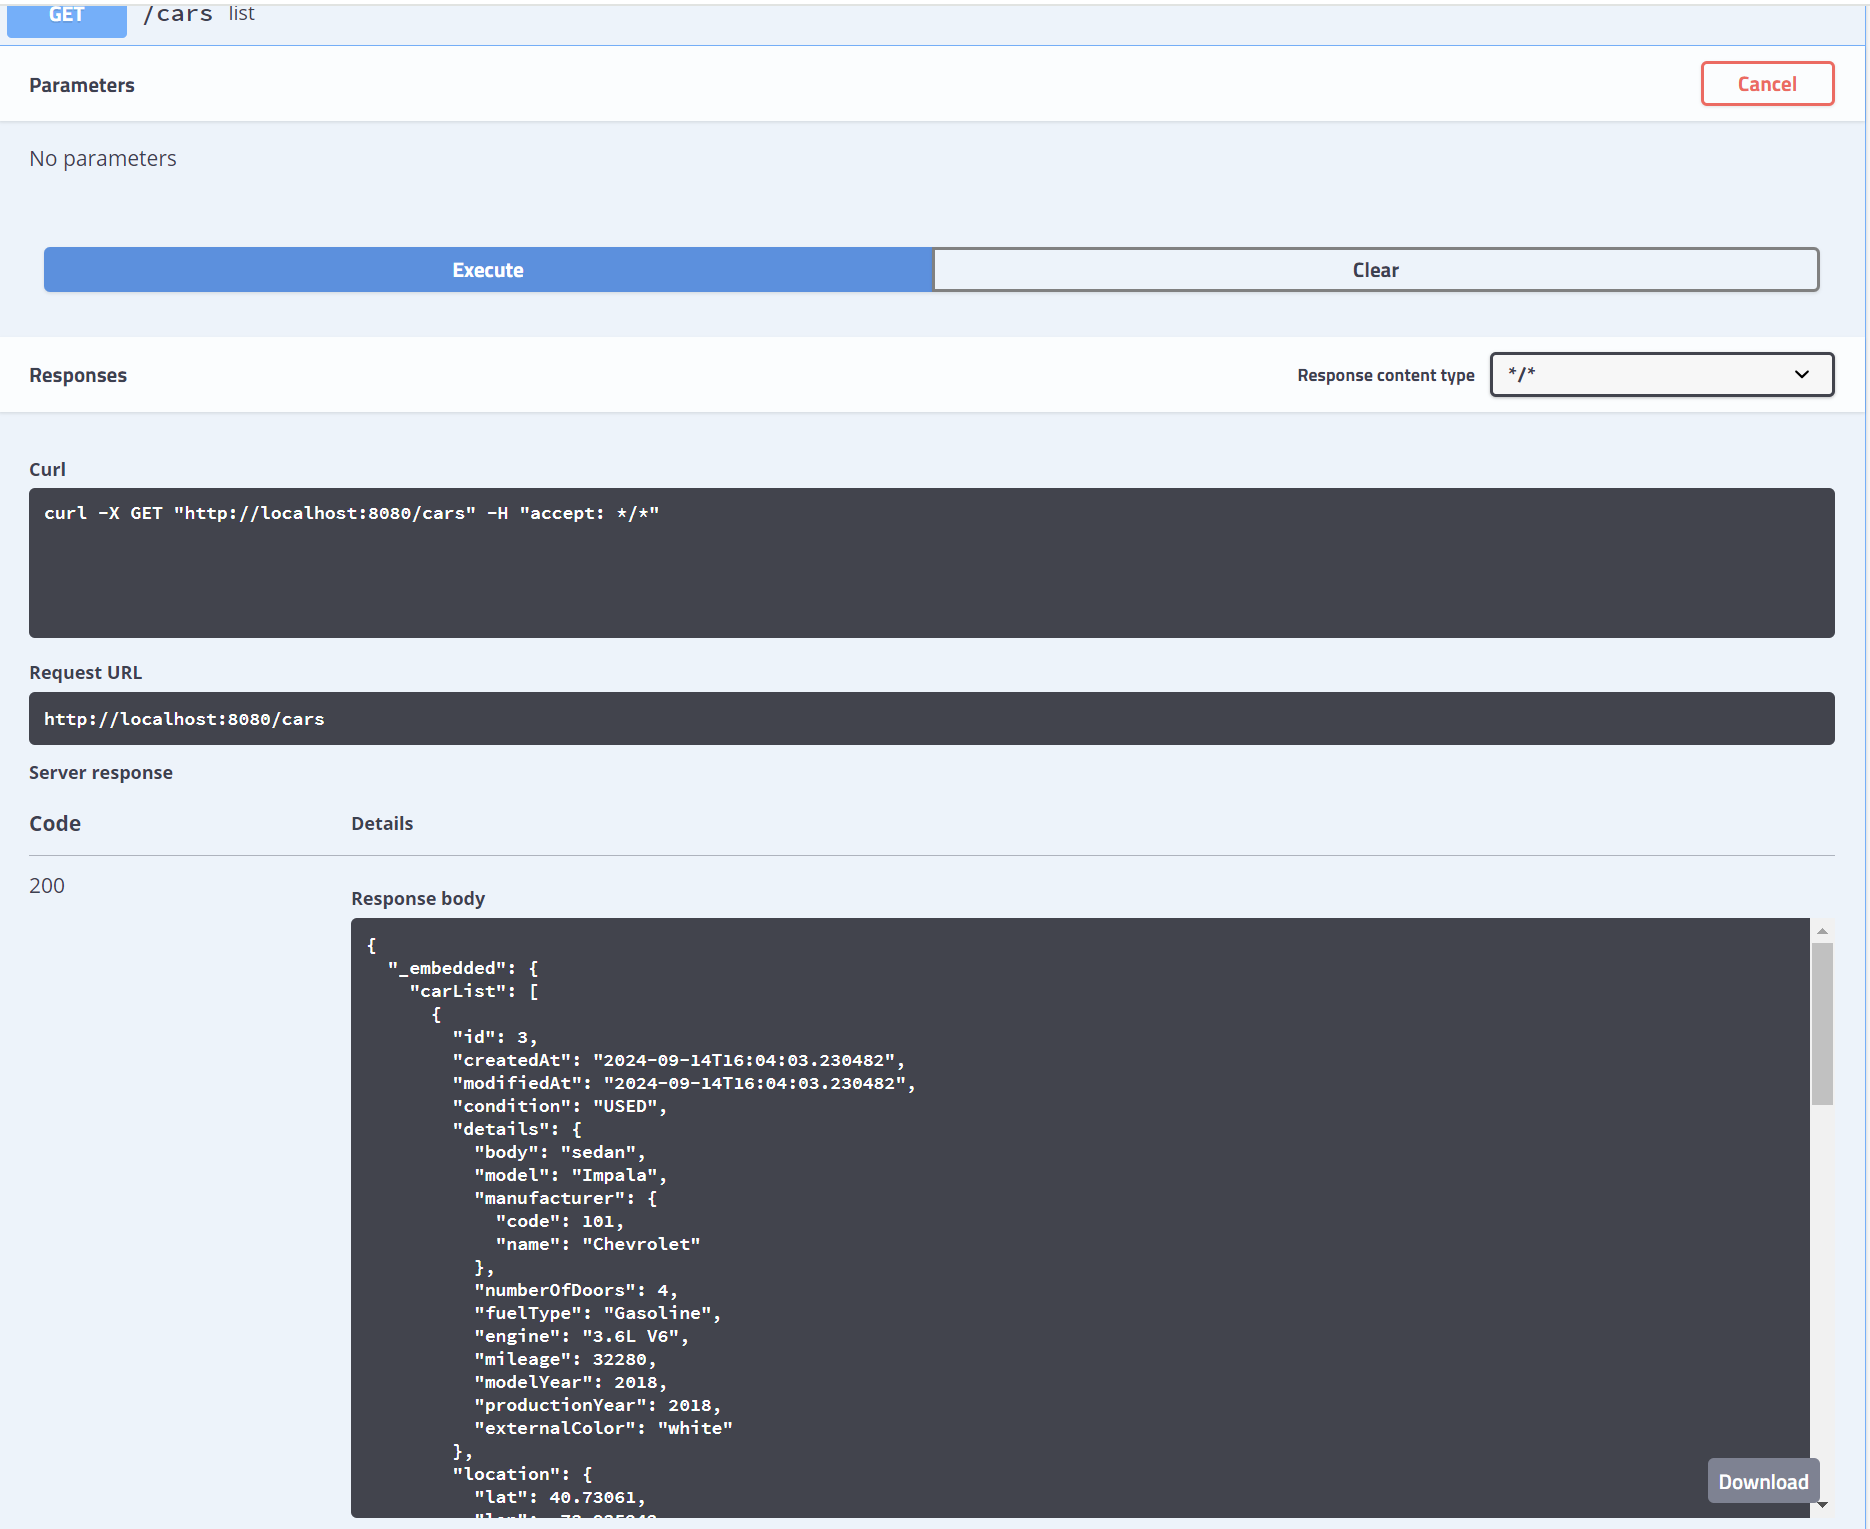 GET /cars list
Parameters
Cancel
No parameters
Execute
Clear
Responses
Response content type
*/*
Curl
curl -X GET "http://localhost:8080/cars" -H "accept: */*"
Request URL
http://localhost:8080/cars
Server response
Code
Details
200
Response body
{
  "_embedded": {
    "carList": [
      {
        "id": 3,
        "createdAt": "2024-09-14T16:04:03.230482",
        "modifiedAt": "2024-09-14T16:04:03.230482",
        "condition": "USED",
        "details": {
          "body": "sedan",
          "model": "Impala",
          "manufacturer": {
            "code": 101,
            "name": "Chevrolet"
          },
          "numberOfDoors": 4,
          "fuelType": "Gasoline",
          "engine": "3.6L V6",
          "mileage": 32280,
          "modelYear": 2018,
          "productionYear": 2018,
          "externalColor": "white"
        },
        "location": {
          "lat": 40.73061,
Download